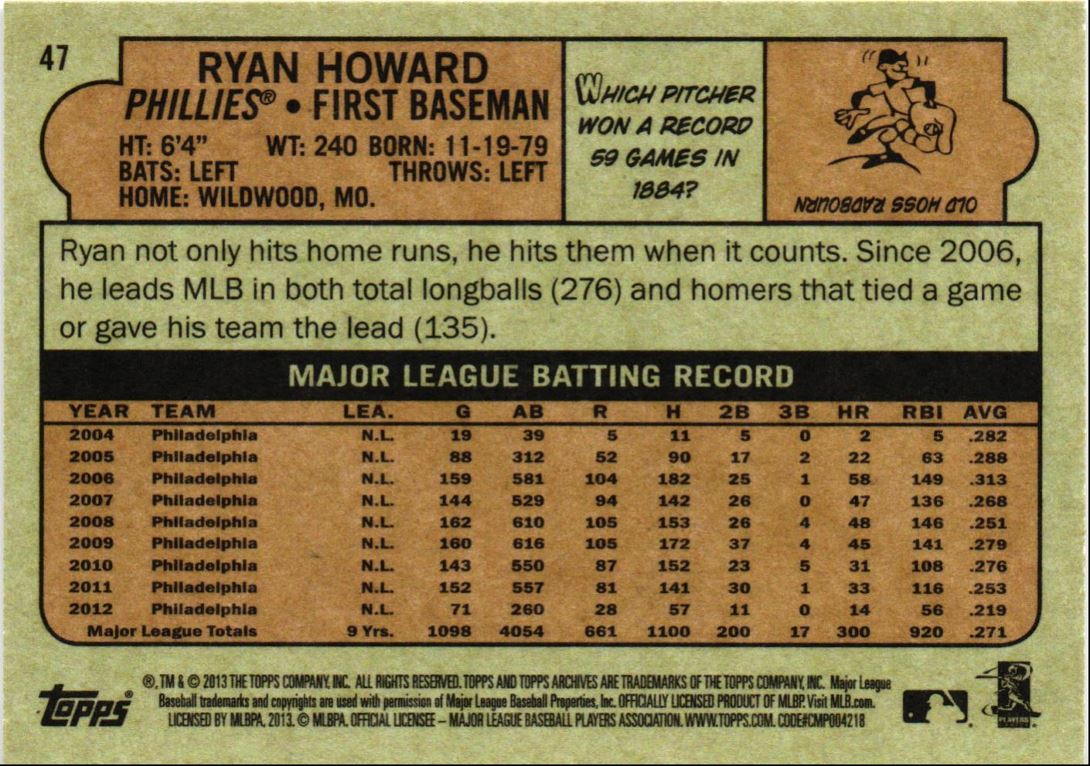 47
RYAN HOWARD
PHILLIES® • FIRST BASEMAN
HT: 6'4" WT: 240 BORN: 11-19-79
BATS: LEFT THROWS: LEFT
HOME: WILDWOOD, MO.
WHICH PITCHER
WON A RECORD
59 GAMES IN
1884?
OLD HOSS RADBOURN
Ryan not only hits home runs, he hits them when it counts. Since 2006,
he leads MLB in both total longballs (276) and homers that tied a game
or gave his team the lead (135).
MAJOR LEAGUE BATTING RECORD
YEAR TEAM LEA. G AB R H 2B 3B HR RBI AVG
2004 Philadelphia N.L. 19 39 5 11 5 0 2 5 .282
2005 Philadelphia N.L. 88 312 52 90 17 2 22 63 .288
2006 Philadelphia N.L. 159 581 104 182 25 1 58 149 .313
2007 Philadelphia N.L. 144 529 94 142 26 0 47 136 .268
2008 Philadelphia N.L. 162 610 105 153 26 4 48 146 .251
2009 Philadelphia N.L. 160 616 105 172 37 4 45 141 .279
2010 Philadelphia N.L. 143 550 87 152 23 5 31 108 .276
2011 Philadelphia N.L. 152 557 81 141 30 1 33 116 .253
2012 Philadelphia N.L. 71 260 28 57 11 0 14 56 .219
Major League Totals 9 Yrs. 1098 4054 661 1100 200 17 300 920 .271
®, TM & © 2013 THE TOPPS COMPANY, INC. ALL RIGHTS RESERVED. TOPPS AND TOPPS ARCHIVES ARE TRADEMARKS OF THE TOPPS COMPANY, INC. Major League
Baseball trademarks and copyrights are used with permission of Major League Baseball Properties, Inc. OFFICIALLY LICENSED PRODUCT OF MLBP. Visit MLB.com.
LICENSED BY MLBPA. 2013. © MLBPA. OFFICIAL LICENSEE – MAJOR LEAGUE BASEBALL PLAYERS ASSOCIATION. WWW.TOPPS.COM. CODE#CMP004218
Topps®
PLAYERS